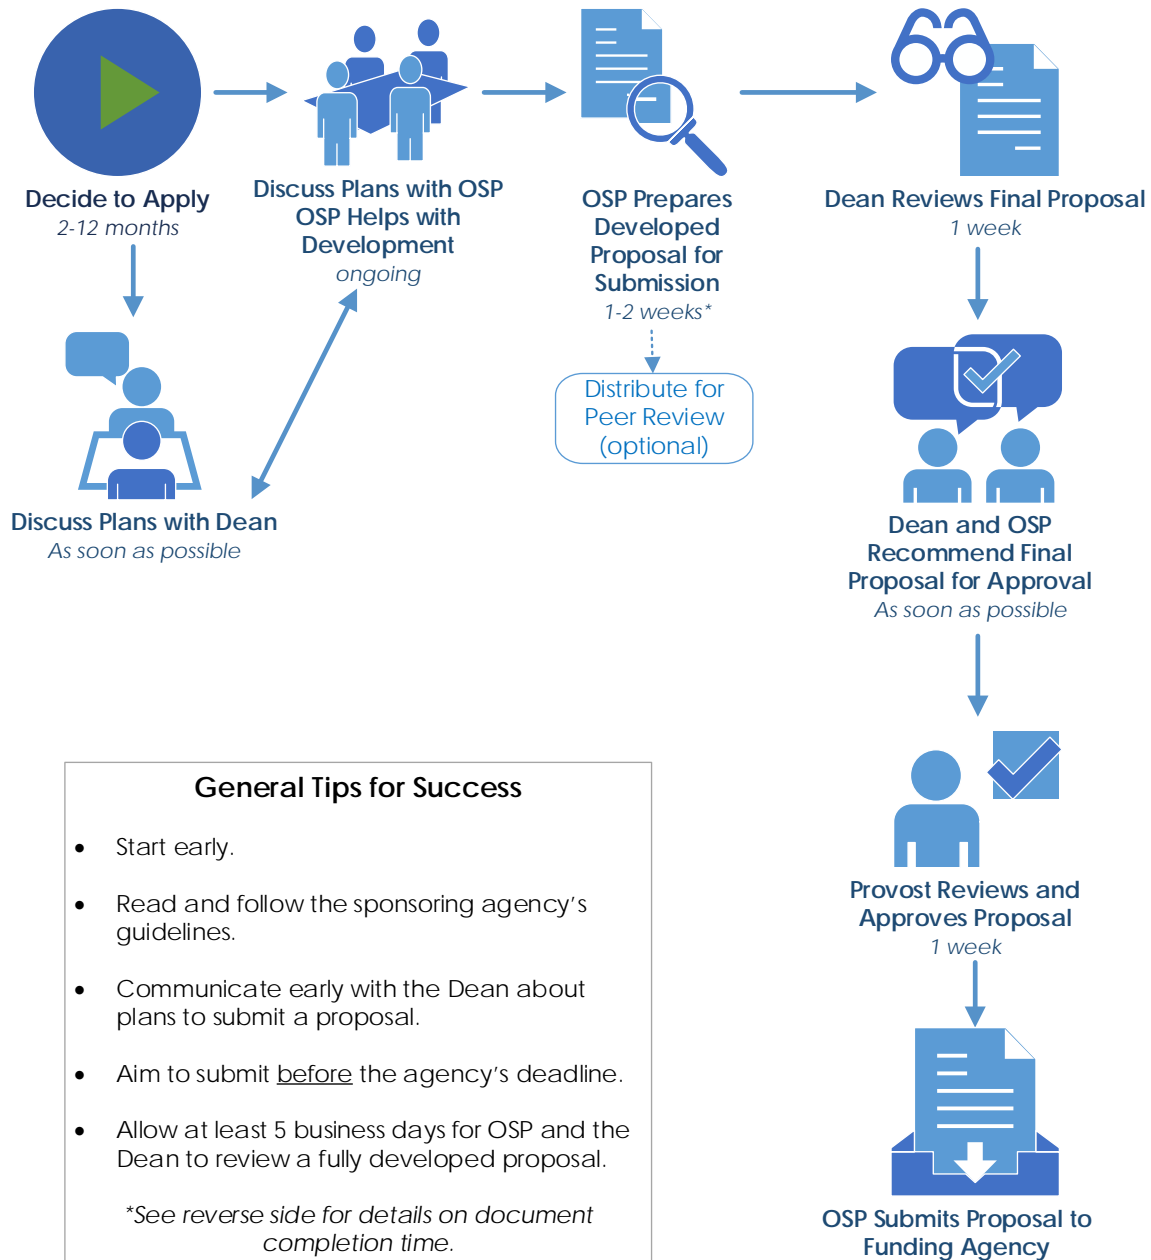 Decide to Apply
2-12 months
Discuss Plans with OSP
OSP Helps with
Development
ongoing
OSP Prepares
Developed
Proposal for
Submission
1-2 weeks*
Dean Reviews Final Proposal
1 week
Distribute for
Peer Review
(optional)
Discuss Plans with Dean
As soon as possible
Dean and OSP
Recommend Final
Proposal for Approval
As soon as possible
Provost Reviews and
Approves Proposal
1 week
OSP Submits Proposal to
Funding Agency
General Tips for Success
• Start early.
• Read and follow the sponsoring agency's
guidelines.
• Communicate early with the Dean about
plans to submit a proposal.
• Aim to submit before the agency's deadline.
• Allow at least 5 business days for OSP and the
Dean to review a fully developed proposal.
*See reverse side for details on document
completion time.